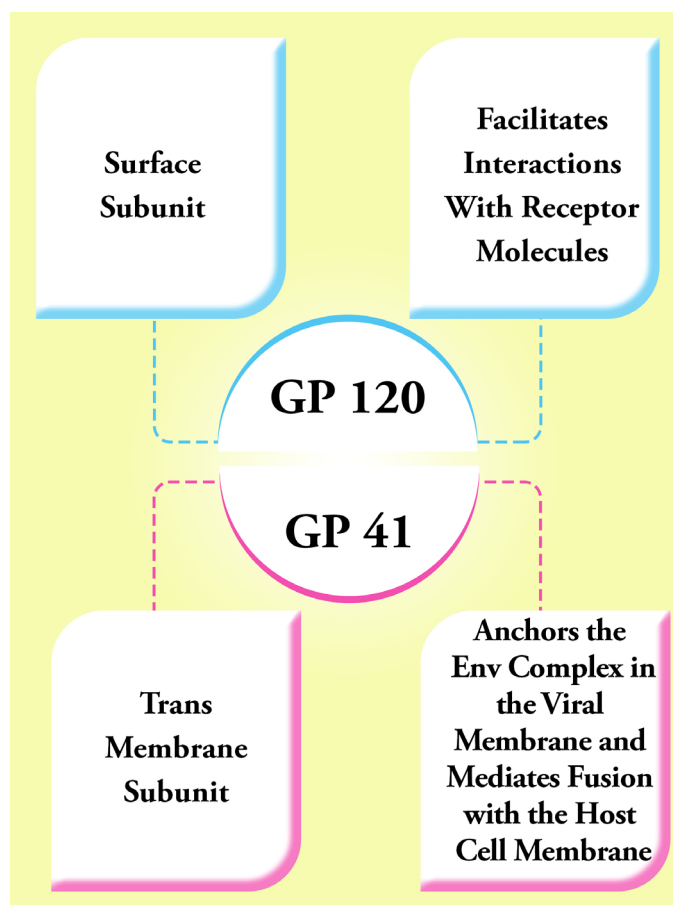 Surface
Subunit
Facilitates
Interactions
With Receptor
Molecules
GP 120
GP 41
Trans
Membrane
Subunit
Anchors the
Env Complex in
the Viral
Membrane and
Mediates Fusion
with the Host
Cell Membrane